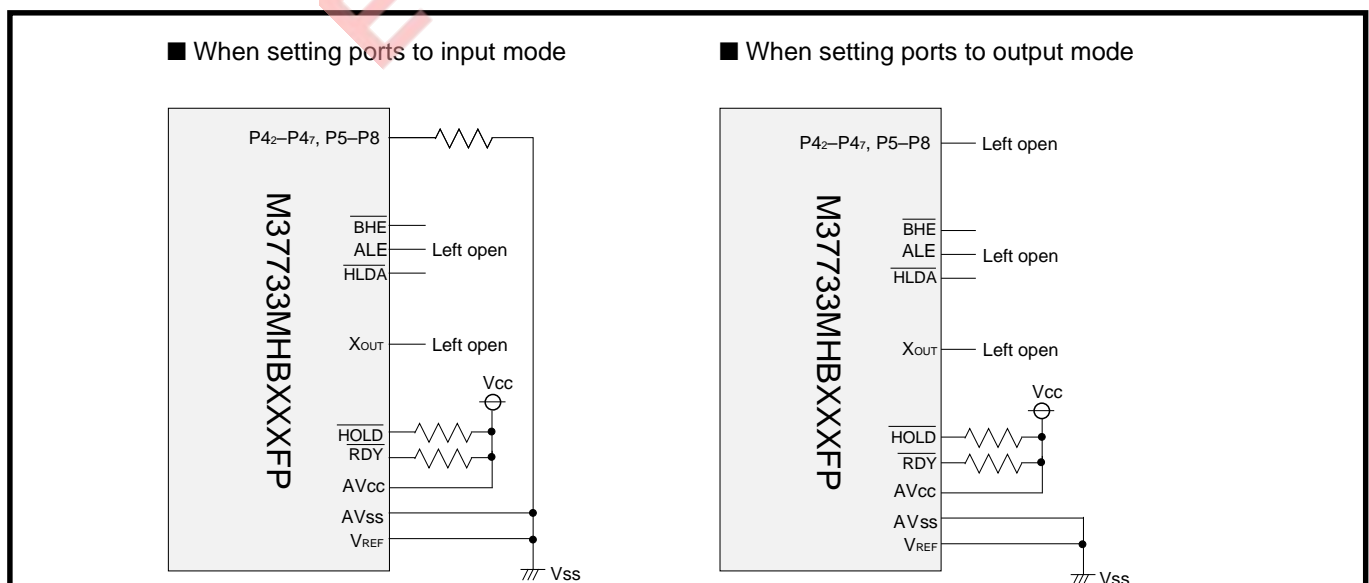 ■ When setting ports to input mode
P42–P47, P5–P8
M37733MHBXXXFP
BHE
ALE
Left open
HLDA
XOUT
Left open
Vcc
HOLD
RDY
AVcc
AVss
VREF
Vss
■ When setting ports to output mode
P42–P47, P5–P8
Left open
M37733MHBXXXFP
BHE
ALE
Left open
HLDA
XOUT
Left open
Vcc
HOLD
RDY
AVcc
AVss
VREF
Vss